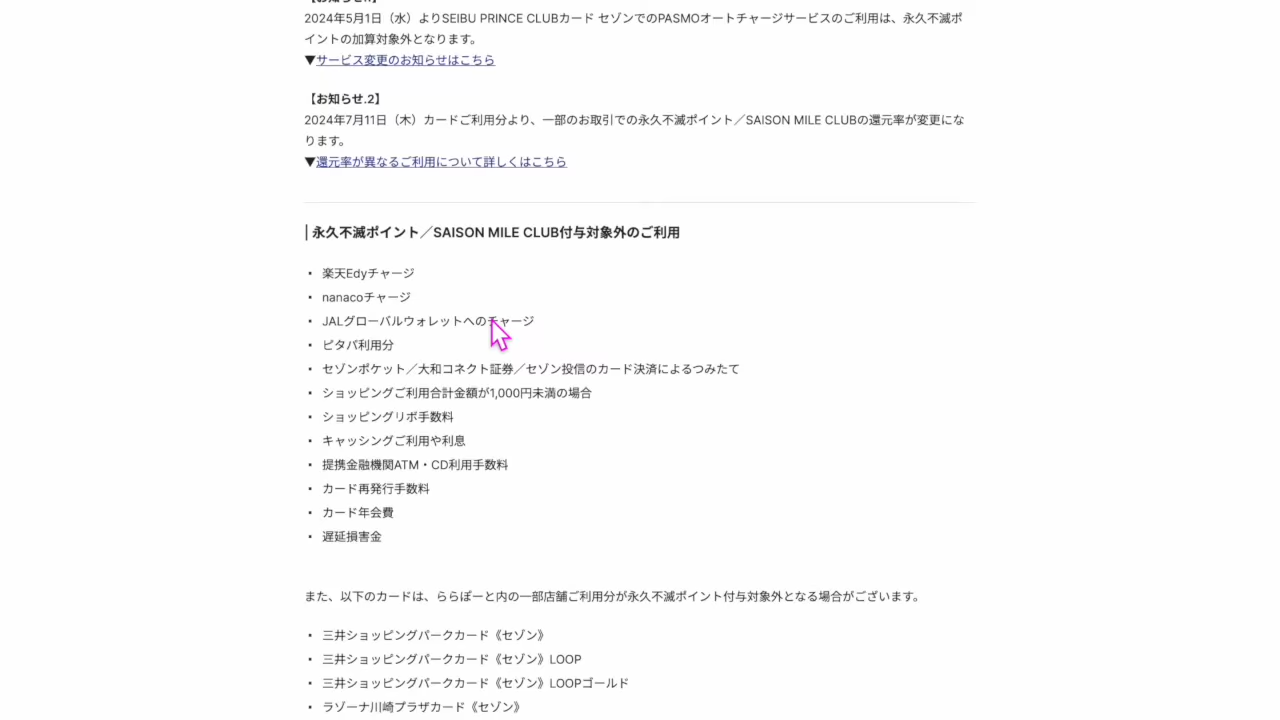 2024年5月1日（水）よりSEIBU PRINCE CLUBカード セゾンでのPASMOオートチャージサービスのご利用は、永久不滅ポ
イントの加算対象外となります。
▼サービス変更のお知らせはこちら
【お知らせ.2】
2024年7月11日（木）カードご利用分より、一部のお取引での永久不滅ポイント／SAISON MILE CLUBの還元率が変更にな
ります。
▼還元率が異なるご利用について詳しくはこちら
永久不滅ポイント／SAISON MILE CLUB付与対象外のご利用
・ 楽天Edyチャージ
・ nanacoチャージ
・ JALグローバルウォレットへのチャージ
・ ピタパ利用分
・ セゾンポケット／大和コネクト証券／セゾン投信のカード決済によるつみたて
・ ショッピングご利用合計金額が1,000円未満の場合
・ ショッピングリボ手数料
・ キャッシングご利用や利息
・ 提携金融機関ATM・CD利用手数料
・ カード再発行手数料
・ カード年会費
・ 遅延損害金
また、以下のカードは、ららぽーと内の一部店舗ご利用分が永久不滅ポイント付与対象外となる場合がございます。
・ 三井ショッピングパークカード《セゾン》
・ 三井ショッピングパークカード《セゾン》LOOP
・ 三井ショッピングパークカード《セゾン》LOOPゴールド
・ ラゾーナ川崎プラザカード《セゾン》